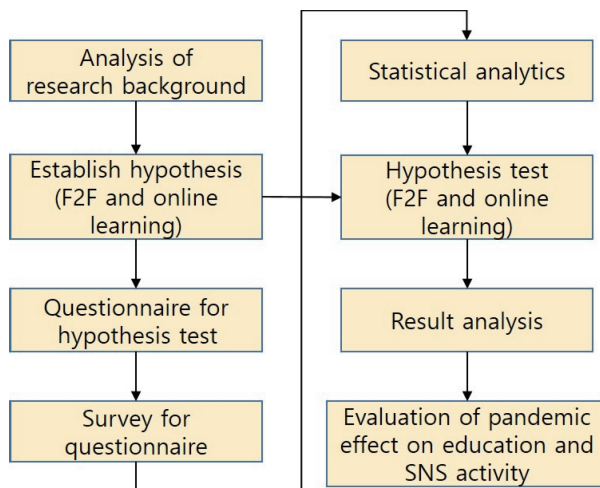 Analysis of
research background
Establish hypothesis
(F2F and online
learning)
Questionnaire for
hypothesis test
Survey for
questionnaire
Statistical analytics
Hypothesis test
(F2F and online
learning)
Result analysis
Evaluation of pandemic
effect on education and
SNS activity